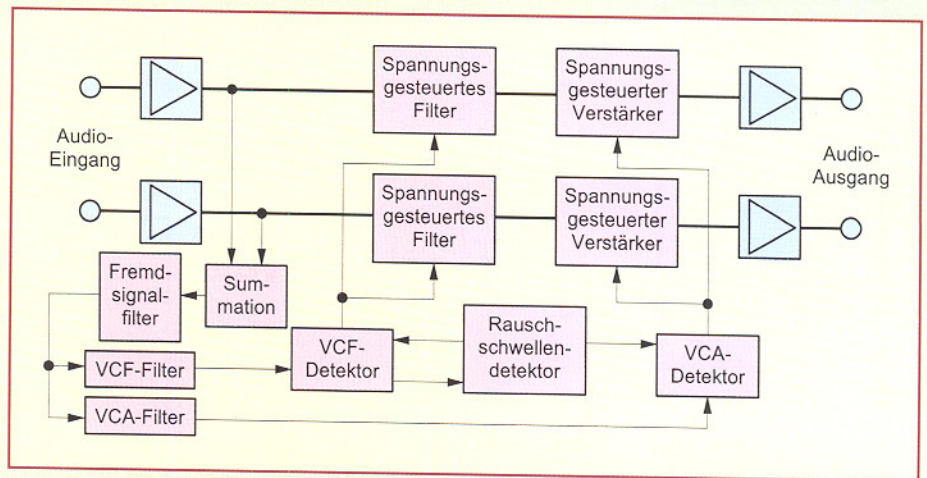 Spannungs-
gesteuertes
Filter
Spannungs-
gesteuerter
Verstärker
Audio-
Eingang
Audio-
Ausgang
Spannungs-
gesteuertes
Filter
Spannungs-
gesteuerter
Verstärker
Fremd-
signal-
filter
Sum-
mation
VCF-
Detektor
Rausch-
schwellen-
detektor
VCA-
Detektor
VCF-Filter
VCA-Filter